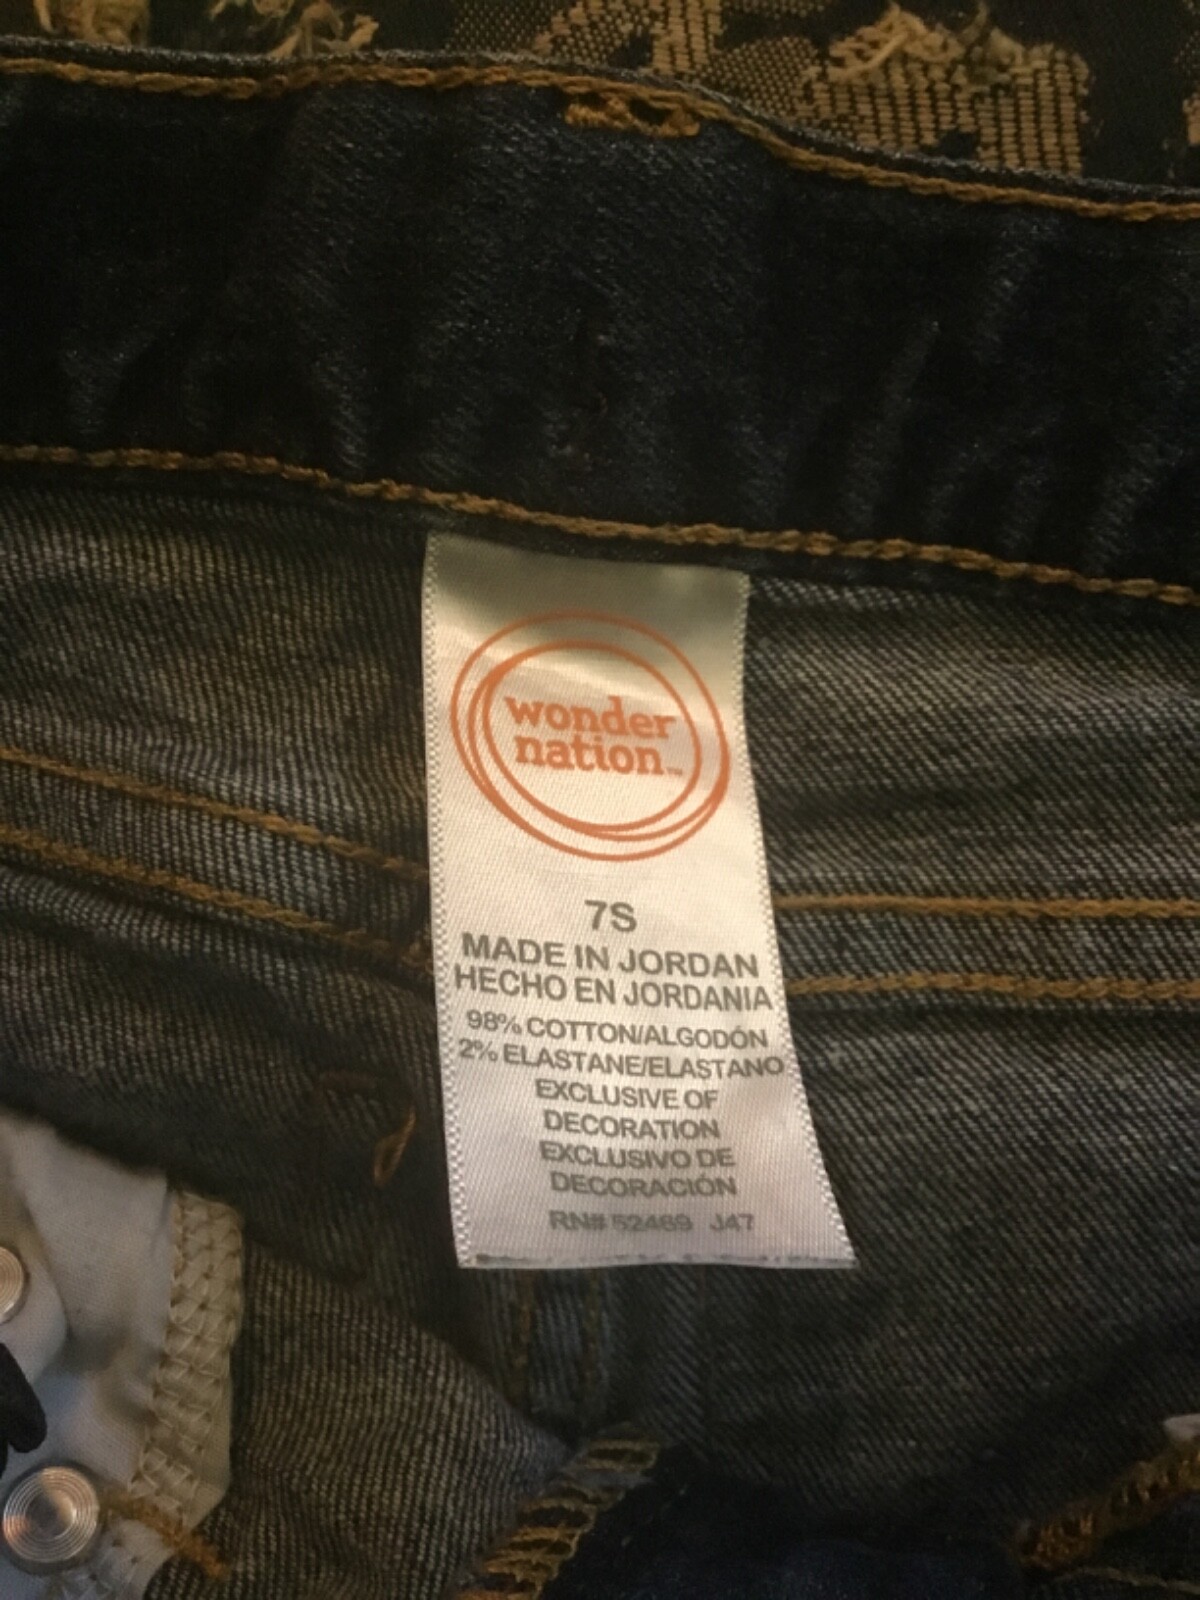 wonder
nation™
7S
MADE IN JORDAN
HECHO EN JORDANIA
98% COTTON/ALGODÓN
2% ELASTANE/ELASTANO
EXCLUSIVE OF
DECORATION
EXCLUSIVO DE
DECORACIÓN
RN# 52469 J47